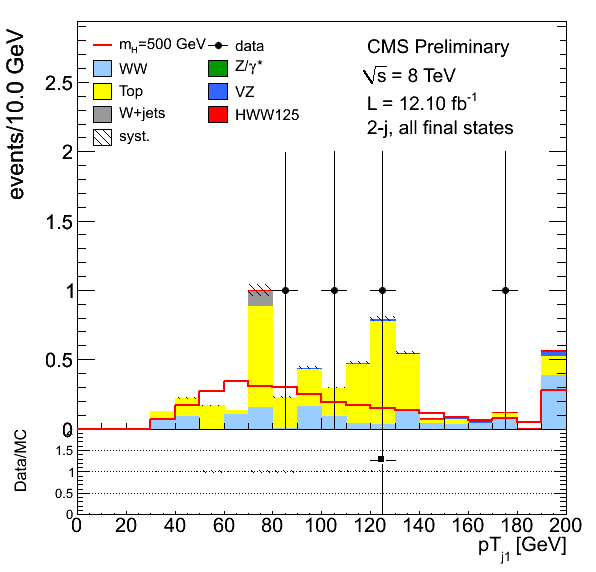 events/10.0 GeV
m_H=500 GeV
data
WW
Z/γ*
Top
VZ
W+jets
HWW125
syst.
CMS Preliminary
√s = 8 TeV
L = 12.10 fb⁻¹
2-j, all final states
2.5
2
1.5
1
0.5
0
Data/MC
1.5
1
0.5
0
0 20 40 60 80 100 120 140 160 180 200
pT_j1 [GeV]